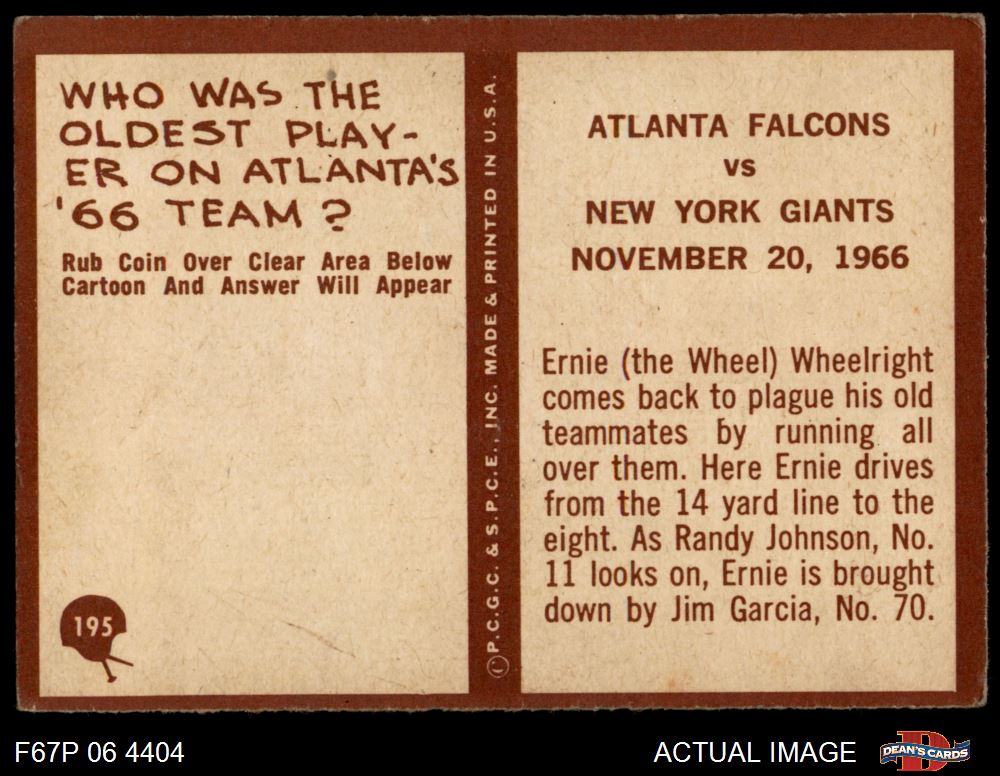 WHO WAS THE
OLDEST PLAY-
ER ON ATLANTA'S
'66 TEAM?
Rub Coin Over Clear Area Below
Cartoon And Answer Will Appear
195
© P.C.G.C. & S.P.C.E., INC. MADE & PRINTED IN U.S.A.
ATLANTA FALCONS
VS
NEW YORK GIANTS
NOVEMBER 20, 1966
Ernie (the Wheel) Wheelright
comes back to plague his old
teammates by running all
over them. Here Ernie drives
from the 14 yard line to the
eight. As Randy Johnson, No.
11 looks on, Ernie is brought
down by Jim Garcia, No. 70.
F67P 06 4404
ACTUAL IMAGE
D
DEAN'S CARDS